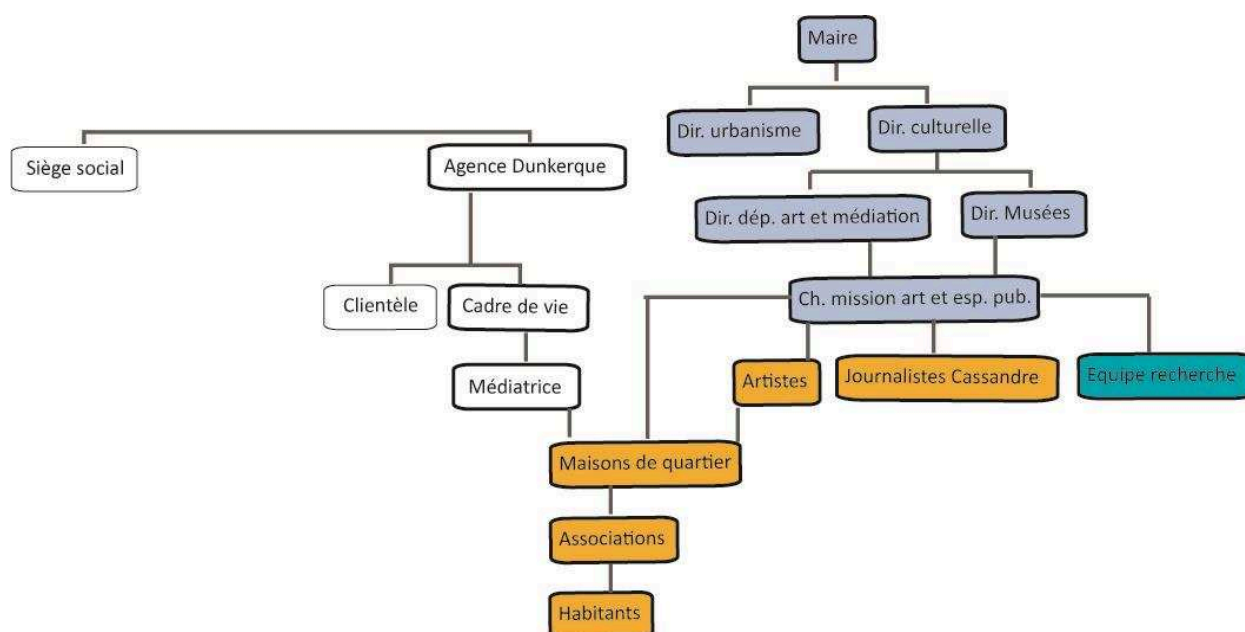 Maire
Dir. urbanisme
Dir. culturelle
Siège social
Agence Dunkerque
Dir. dép. art et médiation
Dir. Musées
Clientèle
Cadre de vie
Ch. mission art et esp. pub.
Médiatrice
Artistes
Journalistes Cassandre
Equipe recherche
Maisons de quartier
Associations
Habitants